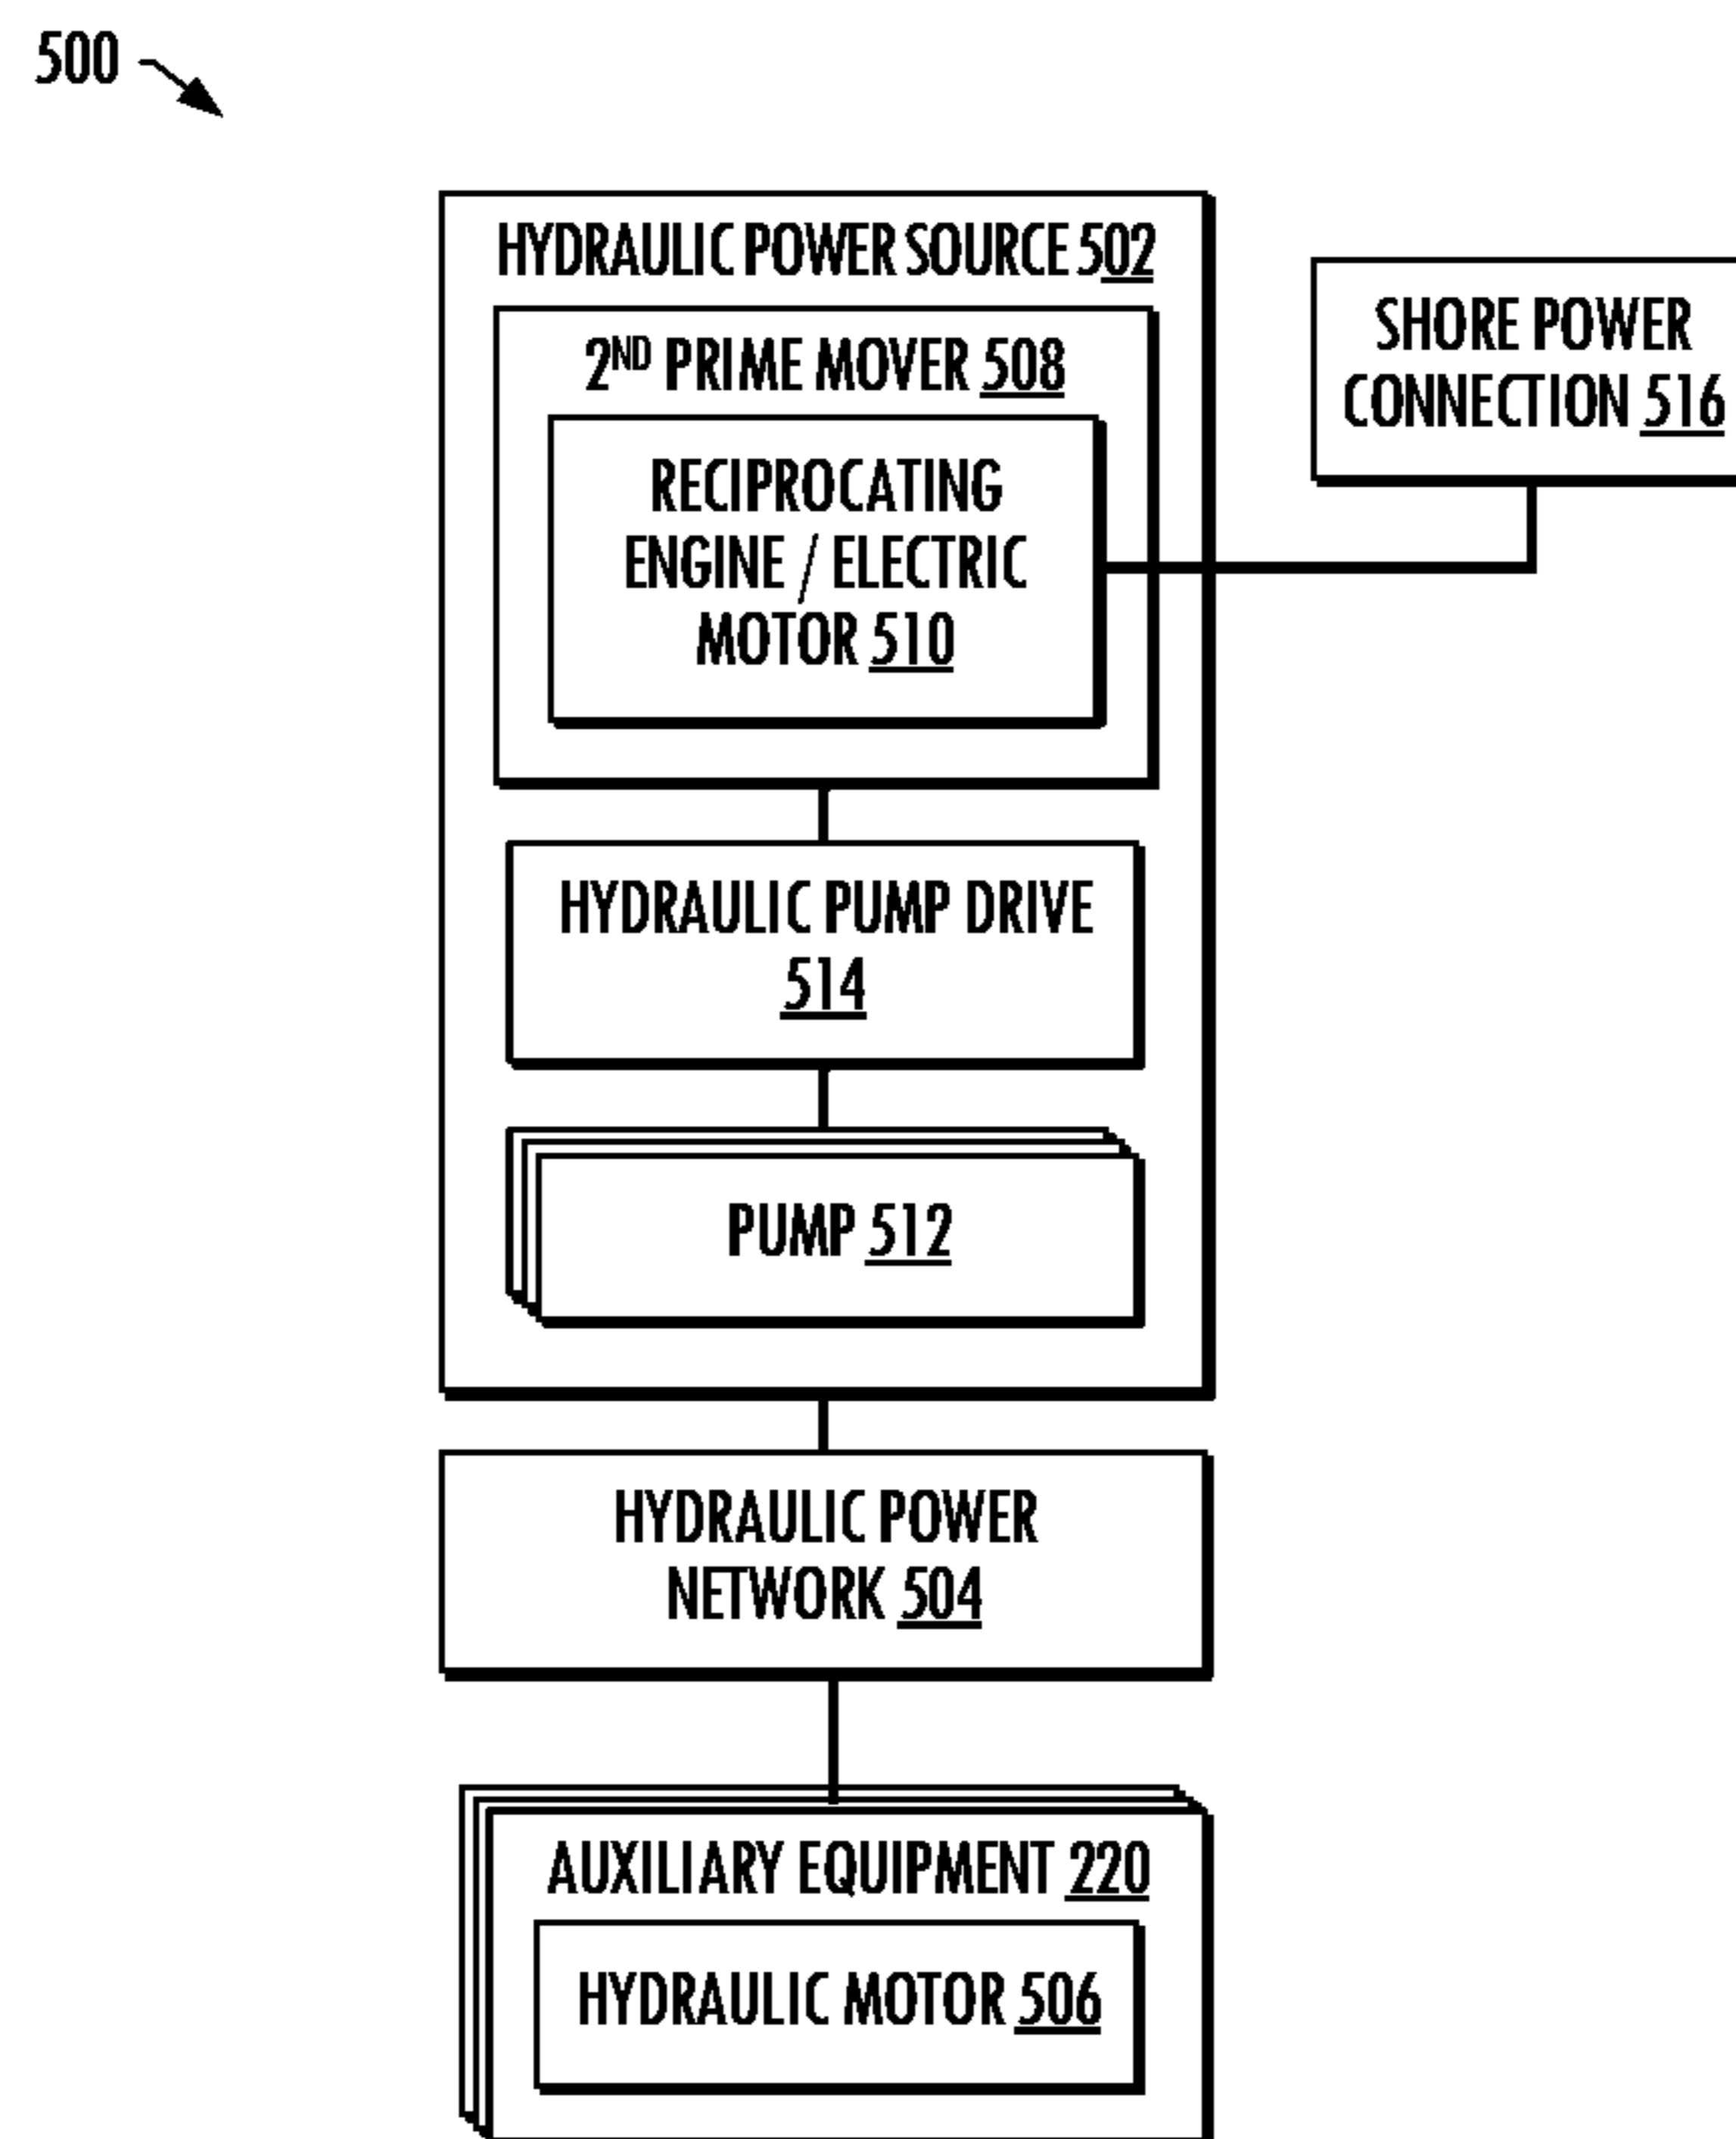 500
HYDRAULIC POWER SOURCE 502
2ND PRIME MOVER 508
RECIPROCATING
ENGINE / ELECTRIC
MOTOR 510
SHORE POWER
CONNECTION 516
HYDRAULIC PUMP DRIVE
514
PUMP 512
HYDRAULIC POWER
NETWORK 504
AUXILIARY EQUIPMENT 220
HYDRAULIC MOTOR 506